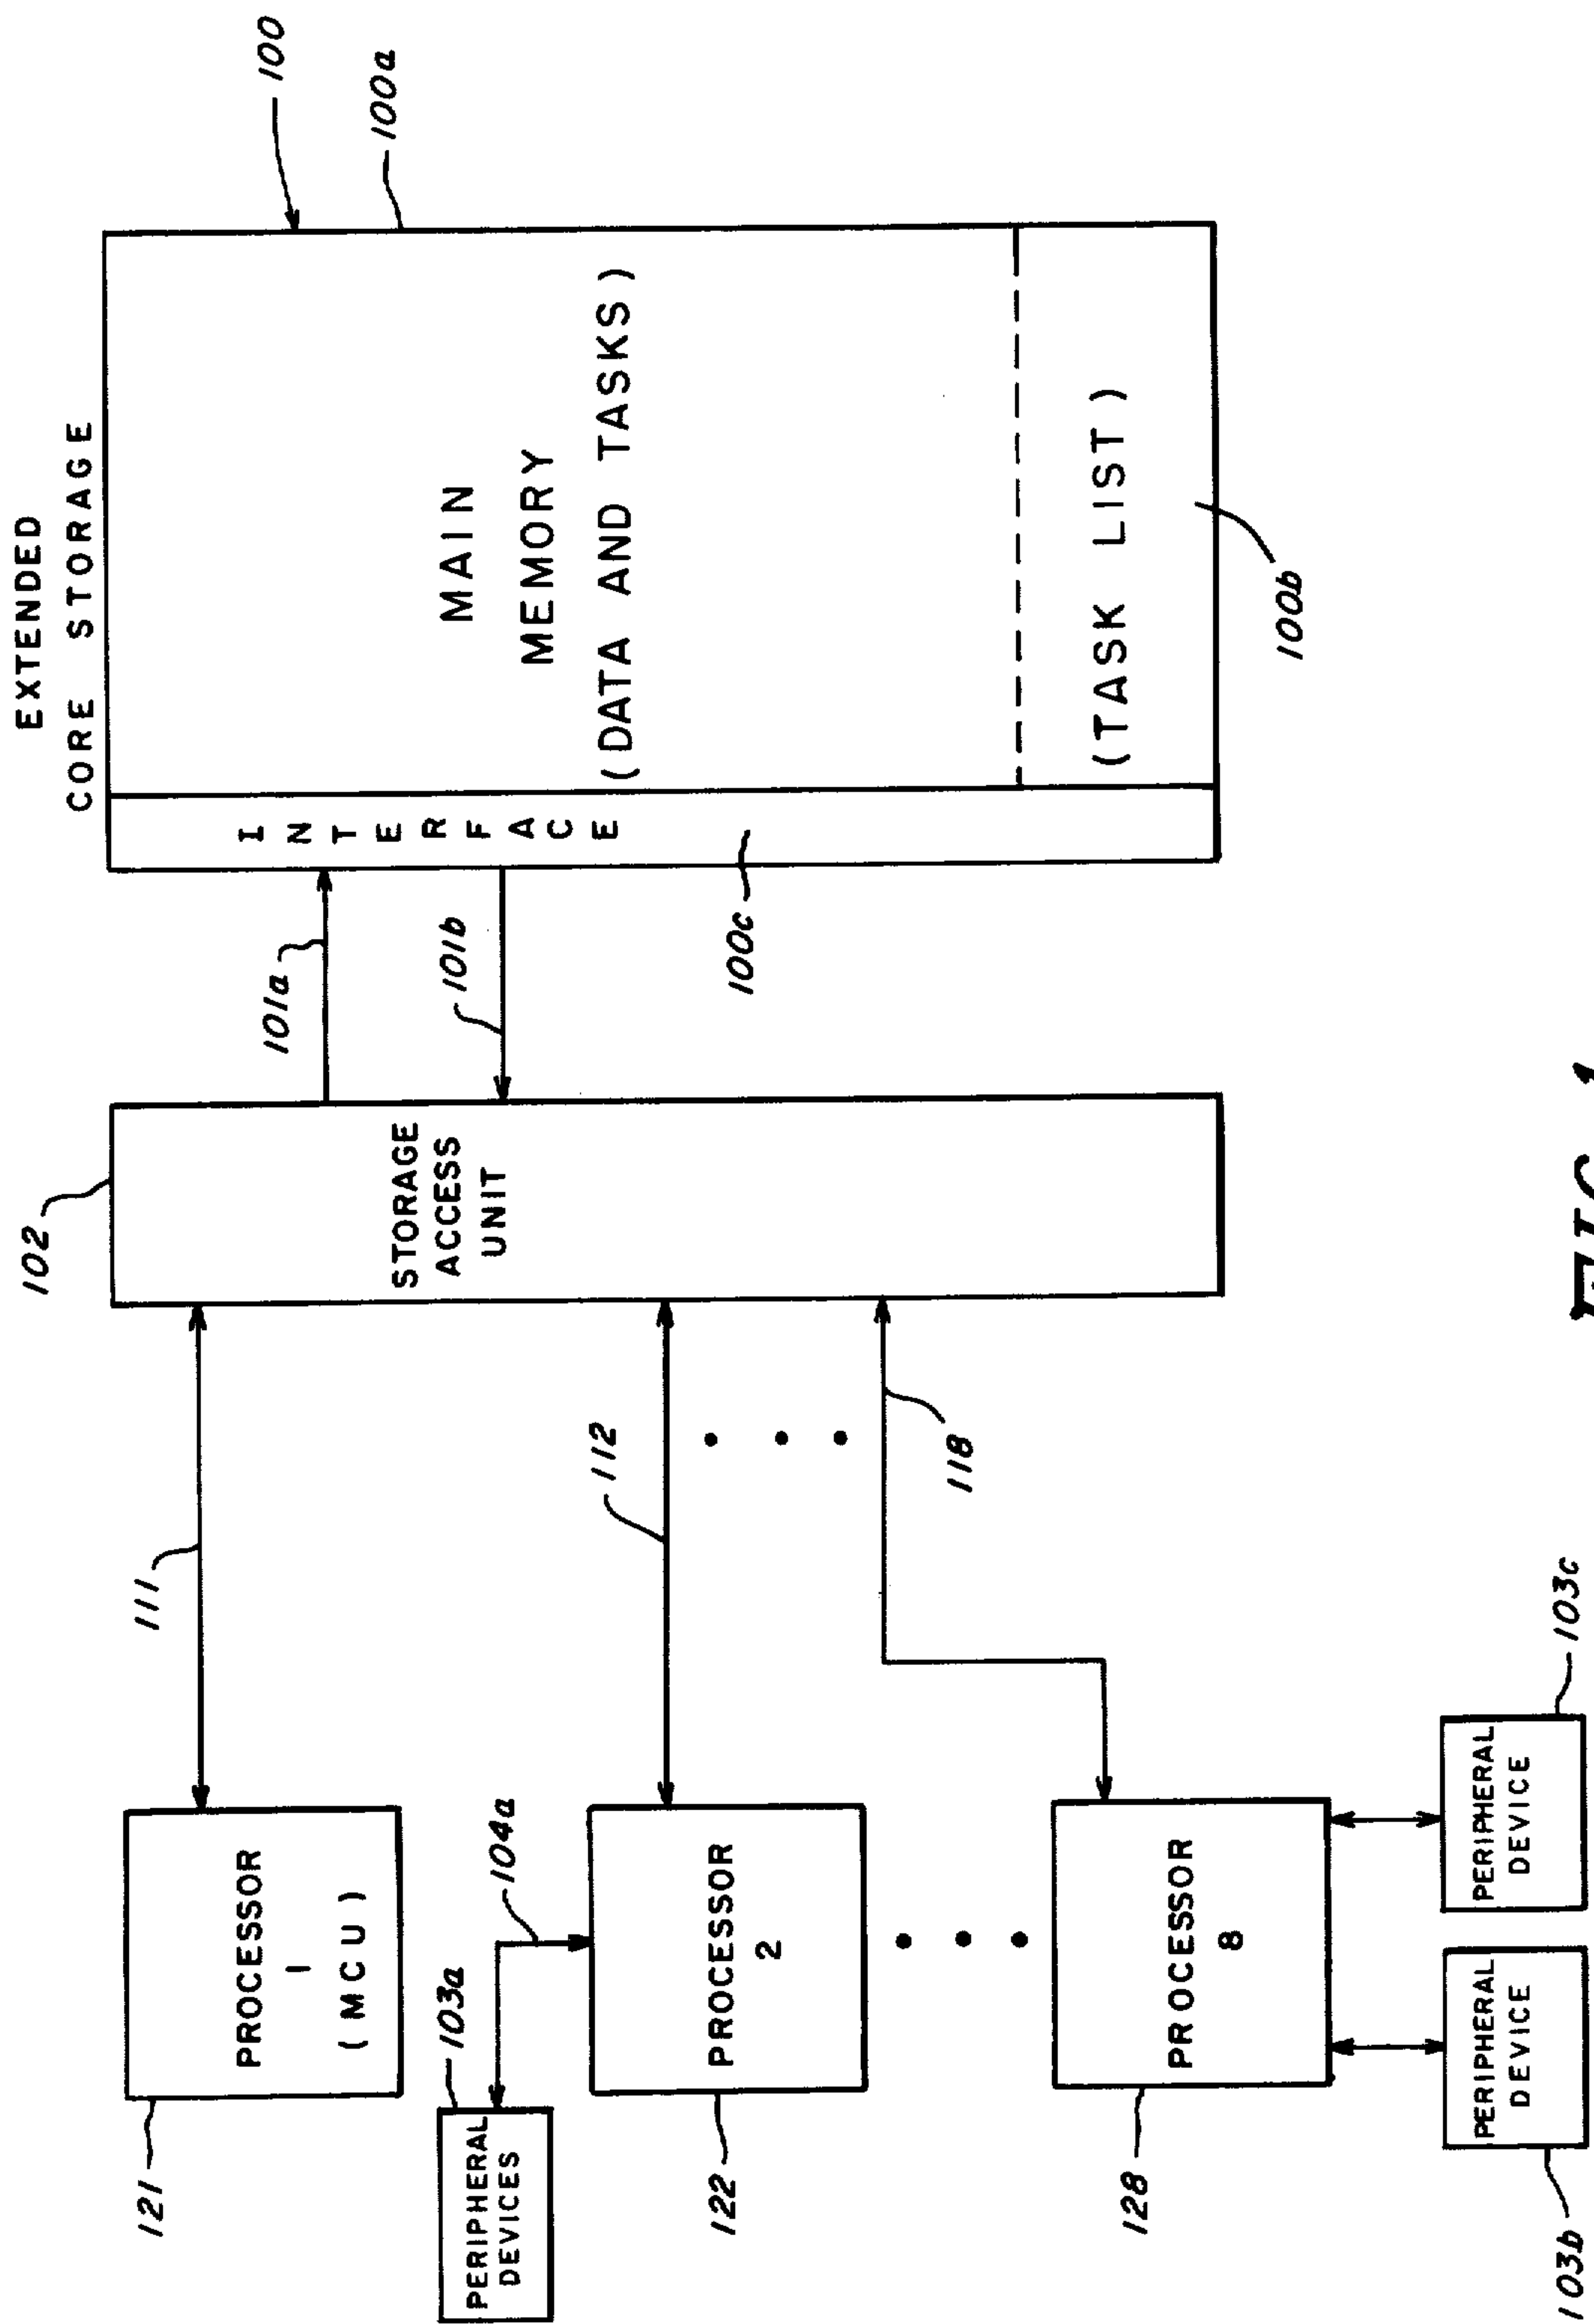 EXTENDED
CORE STORAGE
100
100a
102
101a
101b
100c
100b
INTERFACE
MAIN
MEMORY
(DATA AND TASKS)
(TASK LIST)
STORAGE
ACCESS
UNIT
111
112
118
121
PROCESSOR
1
(MCU)
103a
104a
PERIPHERAL
DEVICES
122
PROCESSOR
2
128
PROCESSOR
8
PERIPHERAL
DEVICE
103b
PERIPHERAL
DEVICE
103c